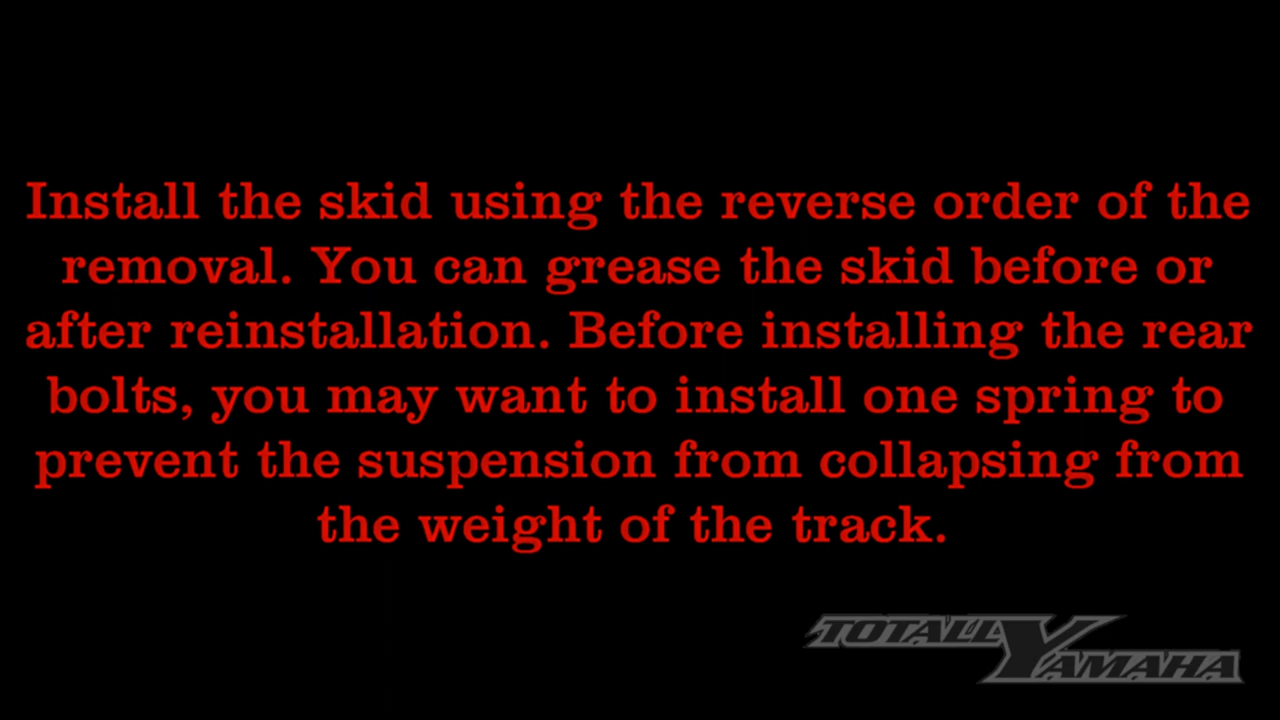 Install the skid using the reverse order of the
removal. You can grease the skid before or
after reinstallation. Before installing the rear
bolts, you may want to install one spring to
prevent the suspension from collapsing from
the weight of the track.
TOTALLY
YAMAHA